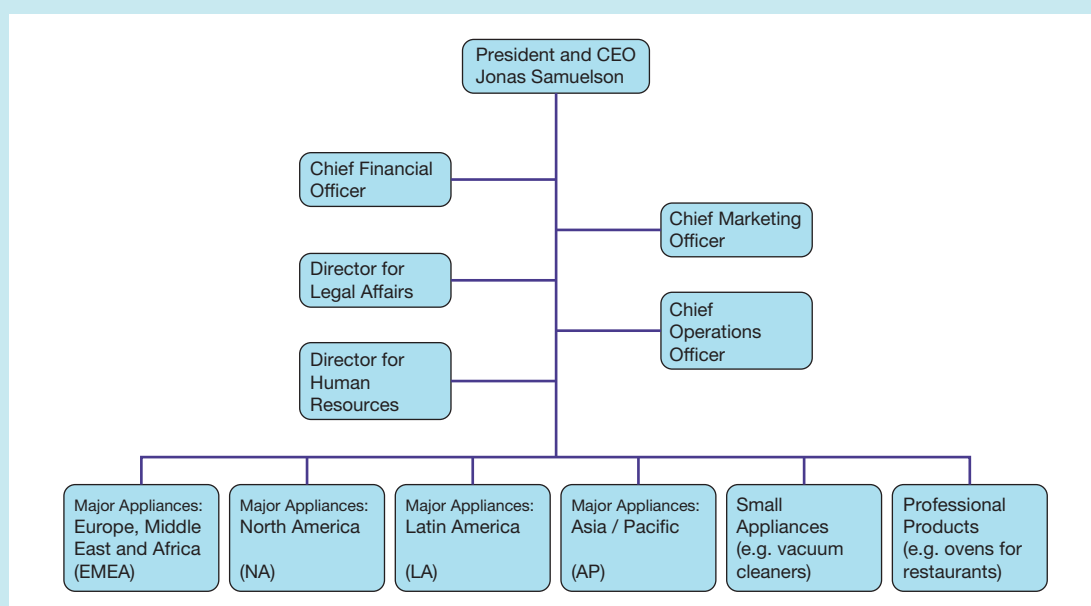 President and CEO
Jonas Samuelson
Chief Financial
Officer
Chief Marketing
Officer
Director for
Legal Affairs
Chief
Operations
Officer
Director for
Human
Resources
Major Appliances:
Europe, Middle
East and Africa
(EMEA)
Major Appliances:
North America
(NA)
Major Appliances:
Latin America
(LA)
Major Appliances:
Asia / Pacific
(AP)
Small
Appliances
(e.g. vacuum
cleaners)
Professional
Products
(e.g. ovens for
restaurants)